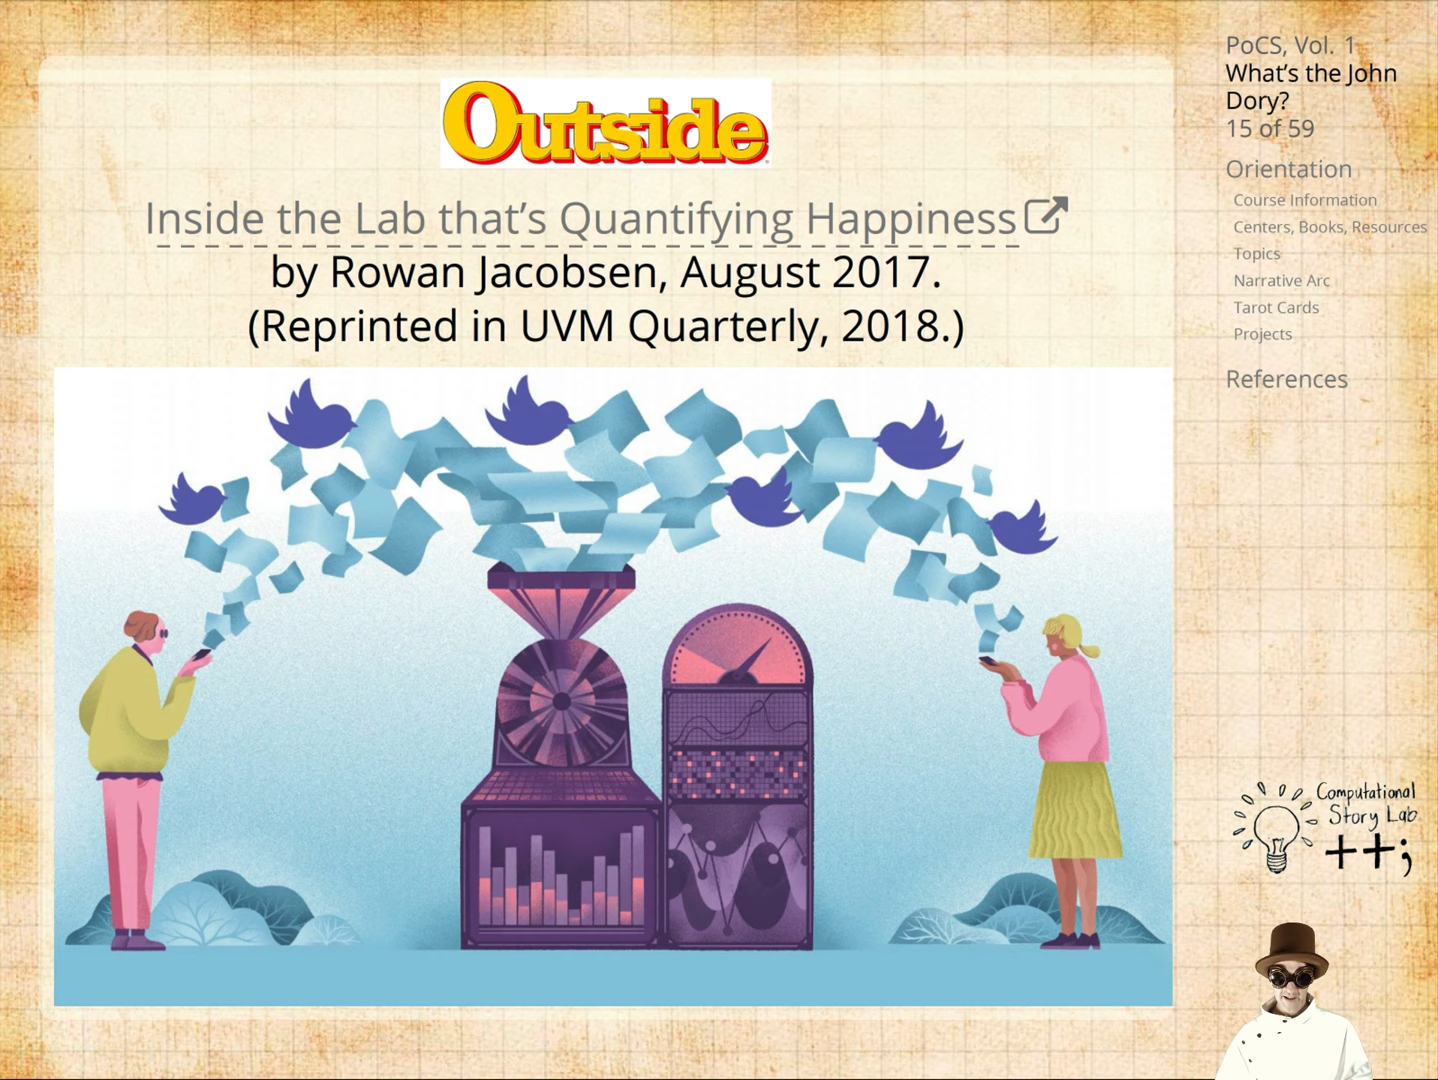 Outside
Inside the Lab that’s Quantifying Happiness
by Rowan Jacobsen, August 2017.
(Reprinted in UVM Quarterly, 2018.)
PoCS, Vol. 1
What’s the John
Dory?
15 of 59
Orientation
Course Information
Centers, Books, Resources
Topics
Narrative Arc
Tarot Cards
Projects
References
Computational
Story Lab
++;